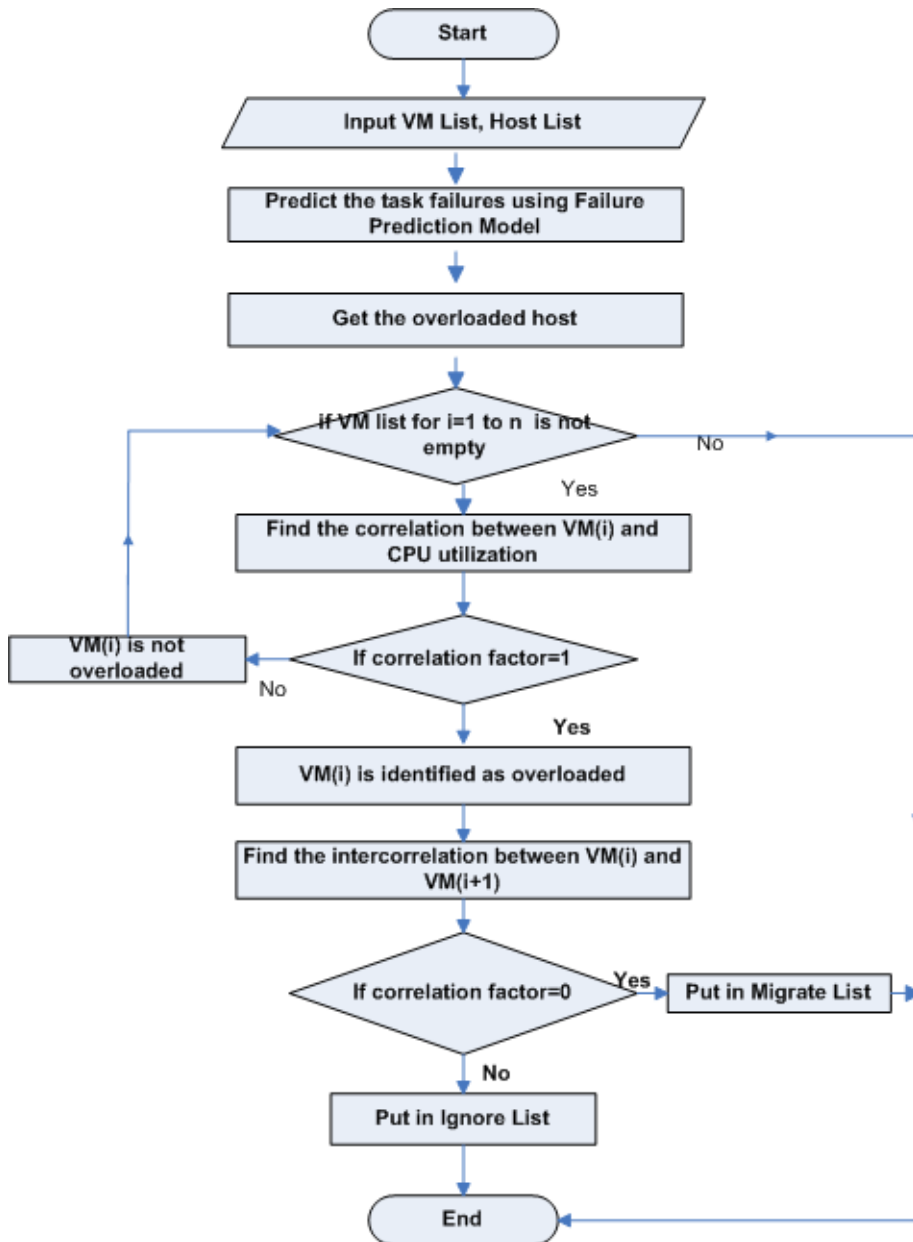 Start
Input VM List, Host List
Predict the task failures using Failure
Prediction Model
Get the overloaded host
if VM list for i=1 to n  is not
empty
No
Yes
Find the correlation between VM(i) and
CPU utilization
VM(i) is not
overloaded
If correlation factor=1
No
Yes
VM(i) is identified as overloaded
Find the intercorrelation between VM(i) and
VM(i+1)
If correlation factor=0
Yes
Put in Migrate List
No
Put in Ignore List
End